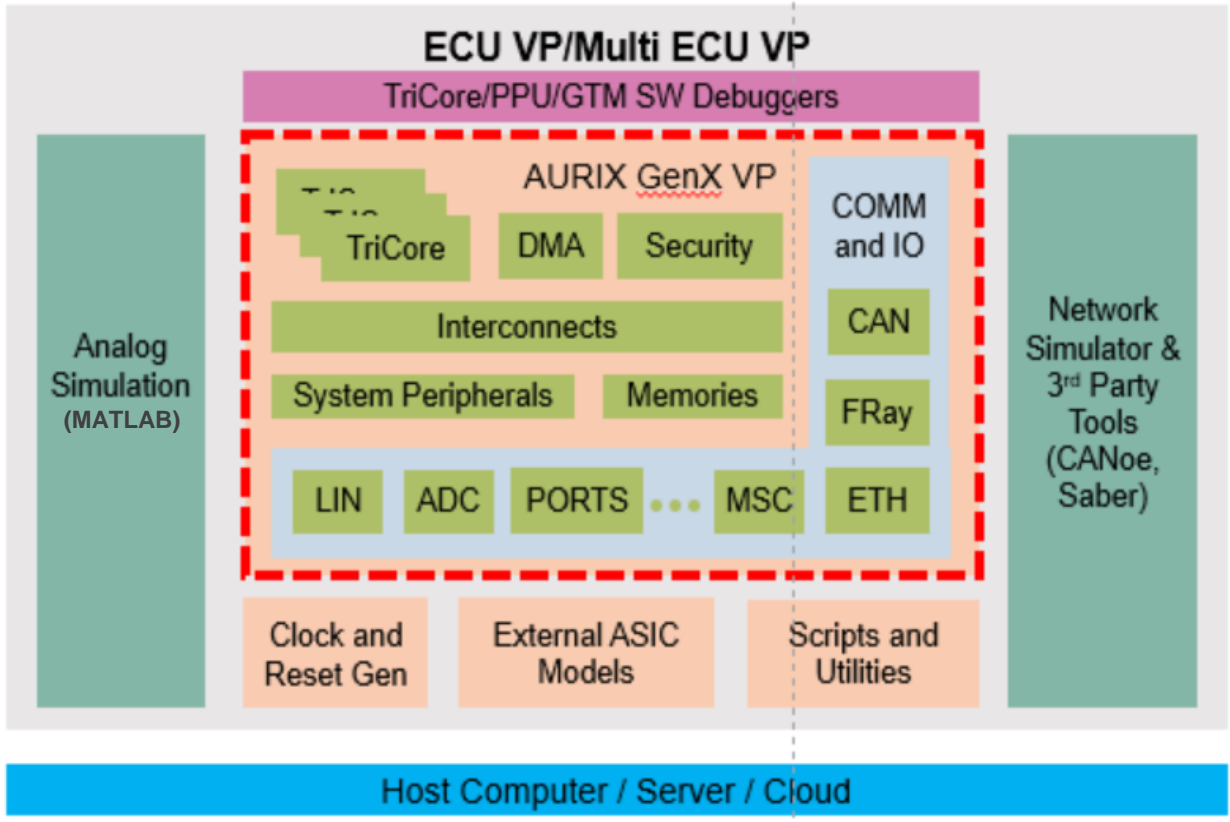 ECU VP/Multi ECU VP
TriCore/PPU/GTM SW Debuggers
Analog
Simulation
(MATLAB)
AURIX GenX VP
TriCore
DMA
Security
Interconnects
System Peripherals
Memories
COMM
and IO
CAN
FRay
LIN
ADC
PORTS
MSC
ETH
Network
Simulator &
3rd Party
Tools
(CANoe,
Saber)
Clock and
Reset Gen
External ASIC
Models
Scripts and
Utilities
Host Computer / Server / Cloud